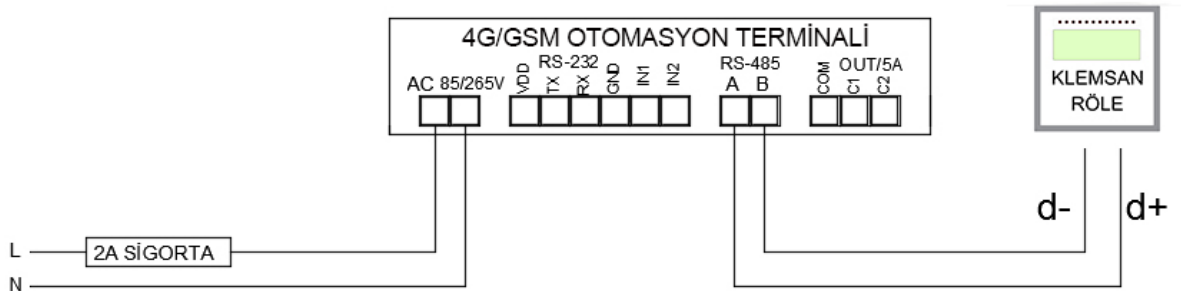 4G/GSM OTOMASYON TERMİNALİ
AC 85/265V
RS-232
VDD
TX
RX
GND
IN1
IN2
RS-485
A B
OUT/5A
COM
C1
C2
KLEMSAN
RÖLE
d- d+
L 2A SİGORTA
N